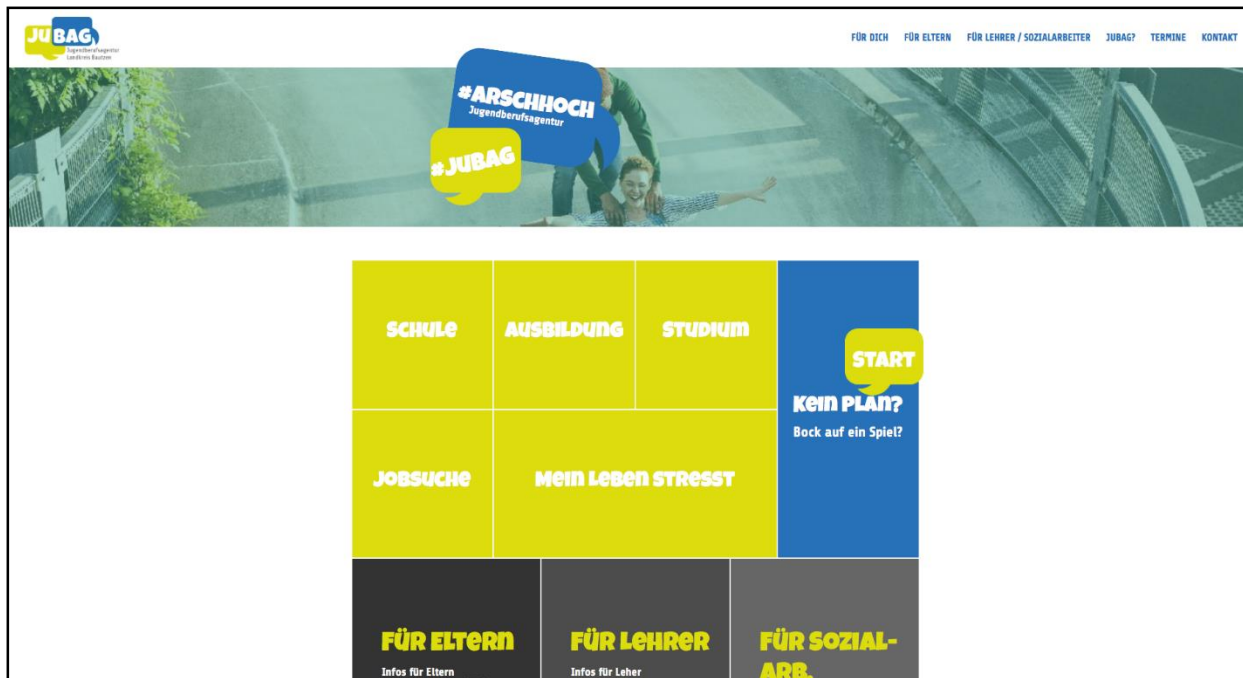 JUBAG
Jugendberufsagentur
Landkreis Bautzen
FÜR DICH FÜR ELTERN FÜR LEHRER / SOZIALARBEITER JUBAG? TERMINE KONTAKT
#ARSCHHOCH
Jugendberufsagentur
#JUBAG
SCHULE
AUSBILDUNG
STUDIUM
START
KEIN PLAN?
Bock auf ein Spiel?
JOBSUCHE
MEIN LEBEN STRESST
FÜR ELTERN
Infos für Eltern
FÜR LEHRER
Infos für Leher
FÜR SOZIAL-
ARB.